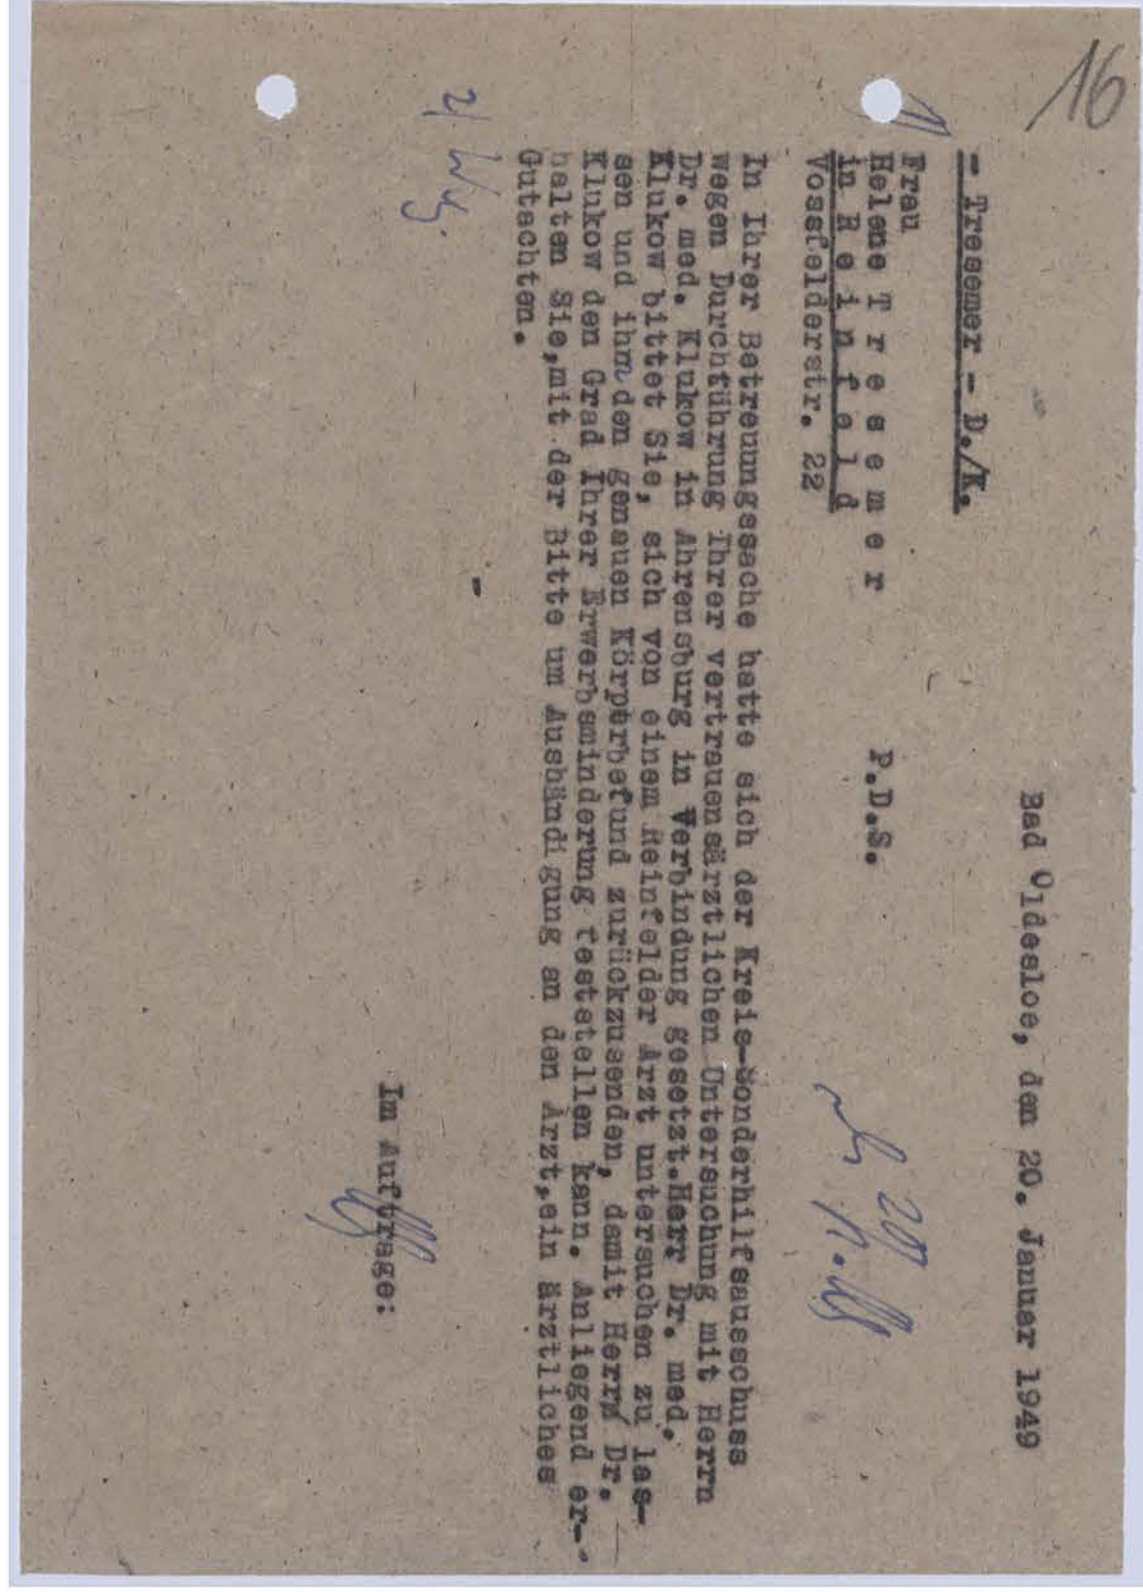 16
Bad Oldesloe, den 20. Januar 1949
- Tresemer - D./K.
Frau
Helene T r e s e m e r P.D.S.
in R e i n f e l d
Vossfelderstr. 22
In Ihrer Betreuungssache hatte sich der Kreis-Sonderhilfsausschuss
wegen Durchführung Ihrer vertrauensärztlichen Untersuchung mit Herrn
Dr. med. Klukow in Ahrensburg in Verbindung gesetzt.Herr Dr. med.
Klukow bittet Sie, sich von einem Reinfelder Arzt untersuchen zu las-
sen und ihm den genauen Körperbefund zurückzusenden, damit Herrn Dr.
Klukow den Grad Ihrer Erwerbsminderung feststellen kann. Anliegend er-
halten Sie,mit der Bitte um Aushändigung an den Arzt,ein ärztliches
Gutachten.
-
Im Auftrage:
2/ Wv.